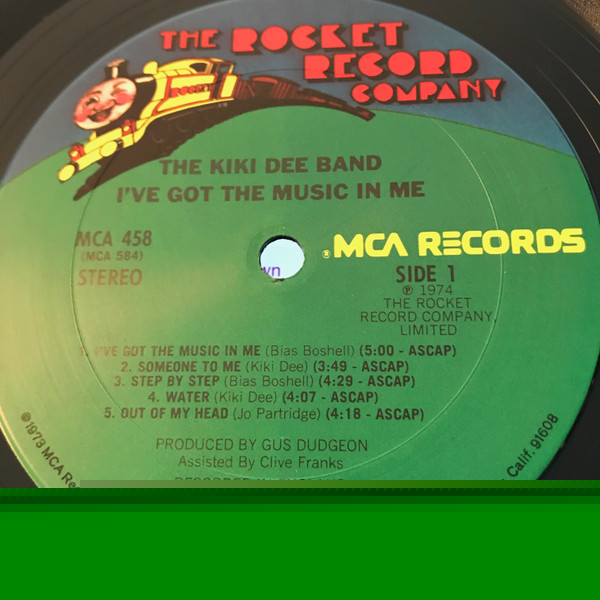 THE ROCKET
RECORD
COMPANY
ROCKET
THE KIKI DEE BAND
I'VE GOT THE MUSIC IN ME
MCA 458
(MCA 584)
STEREO
wn
®MCA RECORDS
SIDE 1
℗ 1974
THE ROCKET
RECORD COMPANY,
LIMITED
1. I'VE GOT THE MUSIC IN ME (Bias Boshell) (5:00 - ASCAP)
2. SOMEONE TO ME (Kiki Dee) (3:49 - ASCAP)
3. STEP BY STEP (Bias Boshell) (4:29 - ASCAP)
4. WATER (Kiki Dee) (4:07 - ASCAP)
5. OUT OF MY HEAD (Jo Partridge) (4:18 - ASCAP)
PRODUCED BY GUS DUDGEON
Assisted By Clive Franks
©1973 MCA Re
Calif. 91608